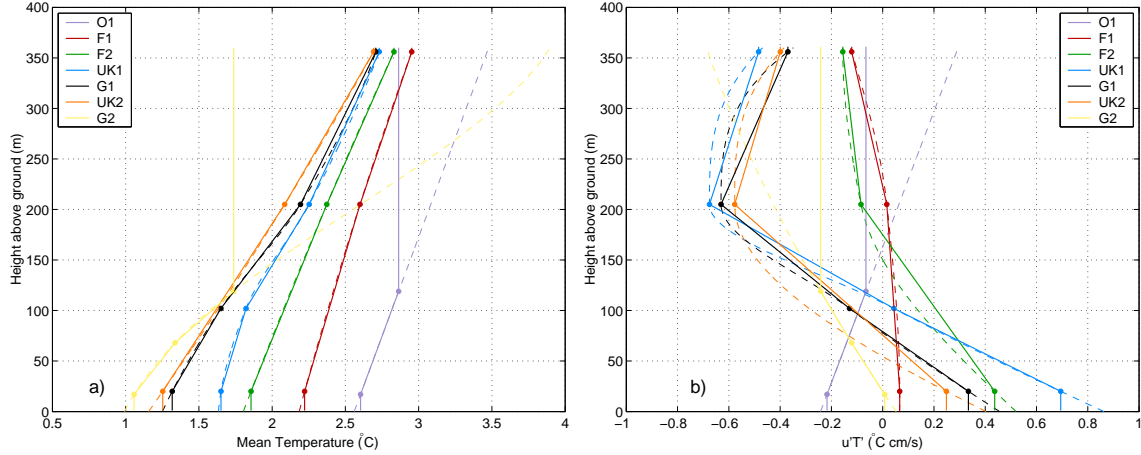 400
350
300
250
200
150
100
50
0
Height above ground (m)
O1
F1
F2
UK1
G1
UK2
G2
a)
0.5
1
1.5
2
2.5
3
3.5
4
Mean Temperature (°C)
400
350
300
250
200
150
100
50
0
Height above ground (m)
O1
F1
F2
UK1
G1
UK2
G2
b)
−1
−0.8
−0.6
−0.4
−0.2
0
0.2
0.4
0.6
0.8
1
u'T' (°C cm/s)